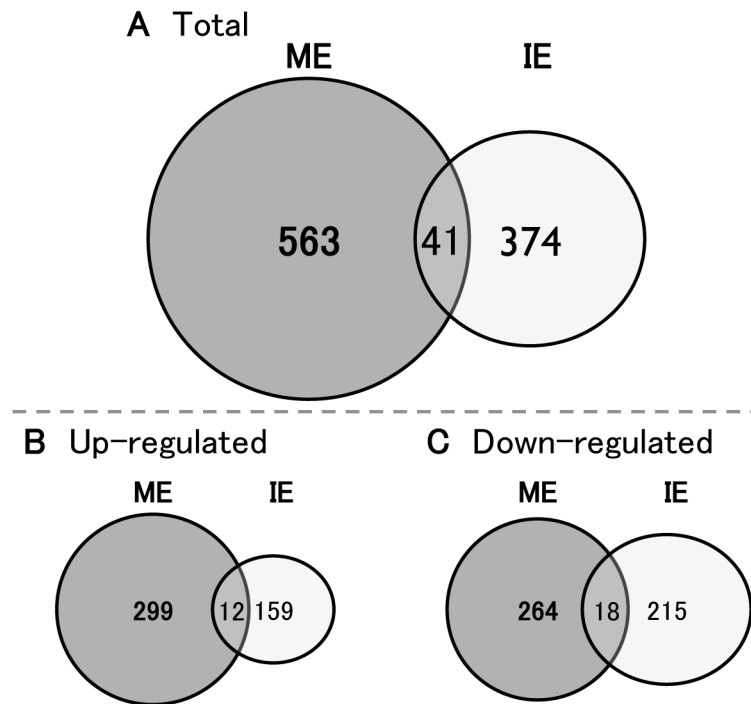 A Total
ME IE
563 41 374
B Up-regulated
ME IE
299 12 159
C Down-regulated
ME IE
264 18 215